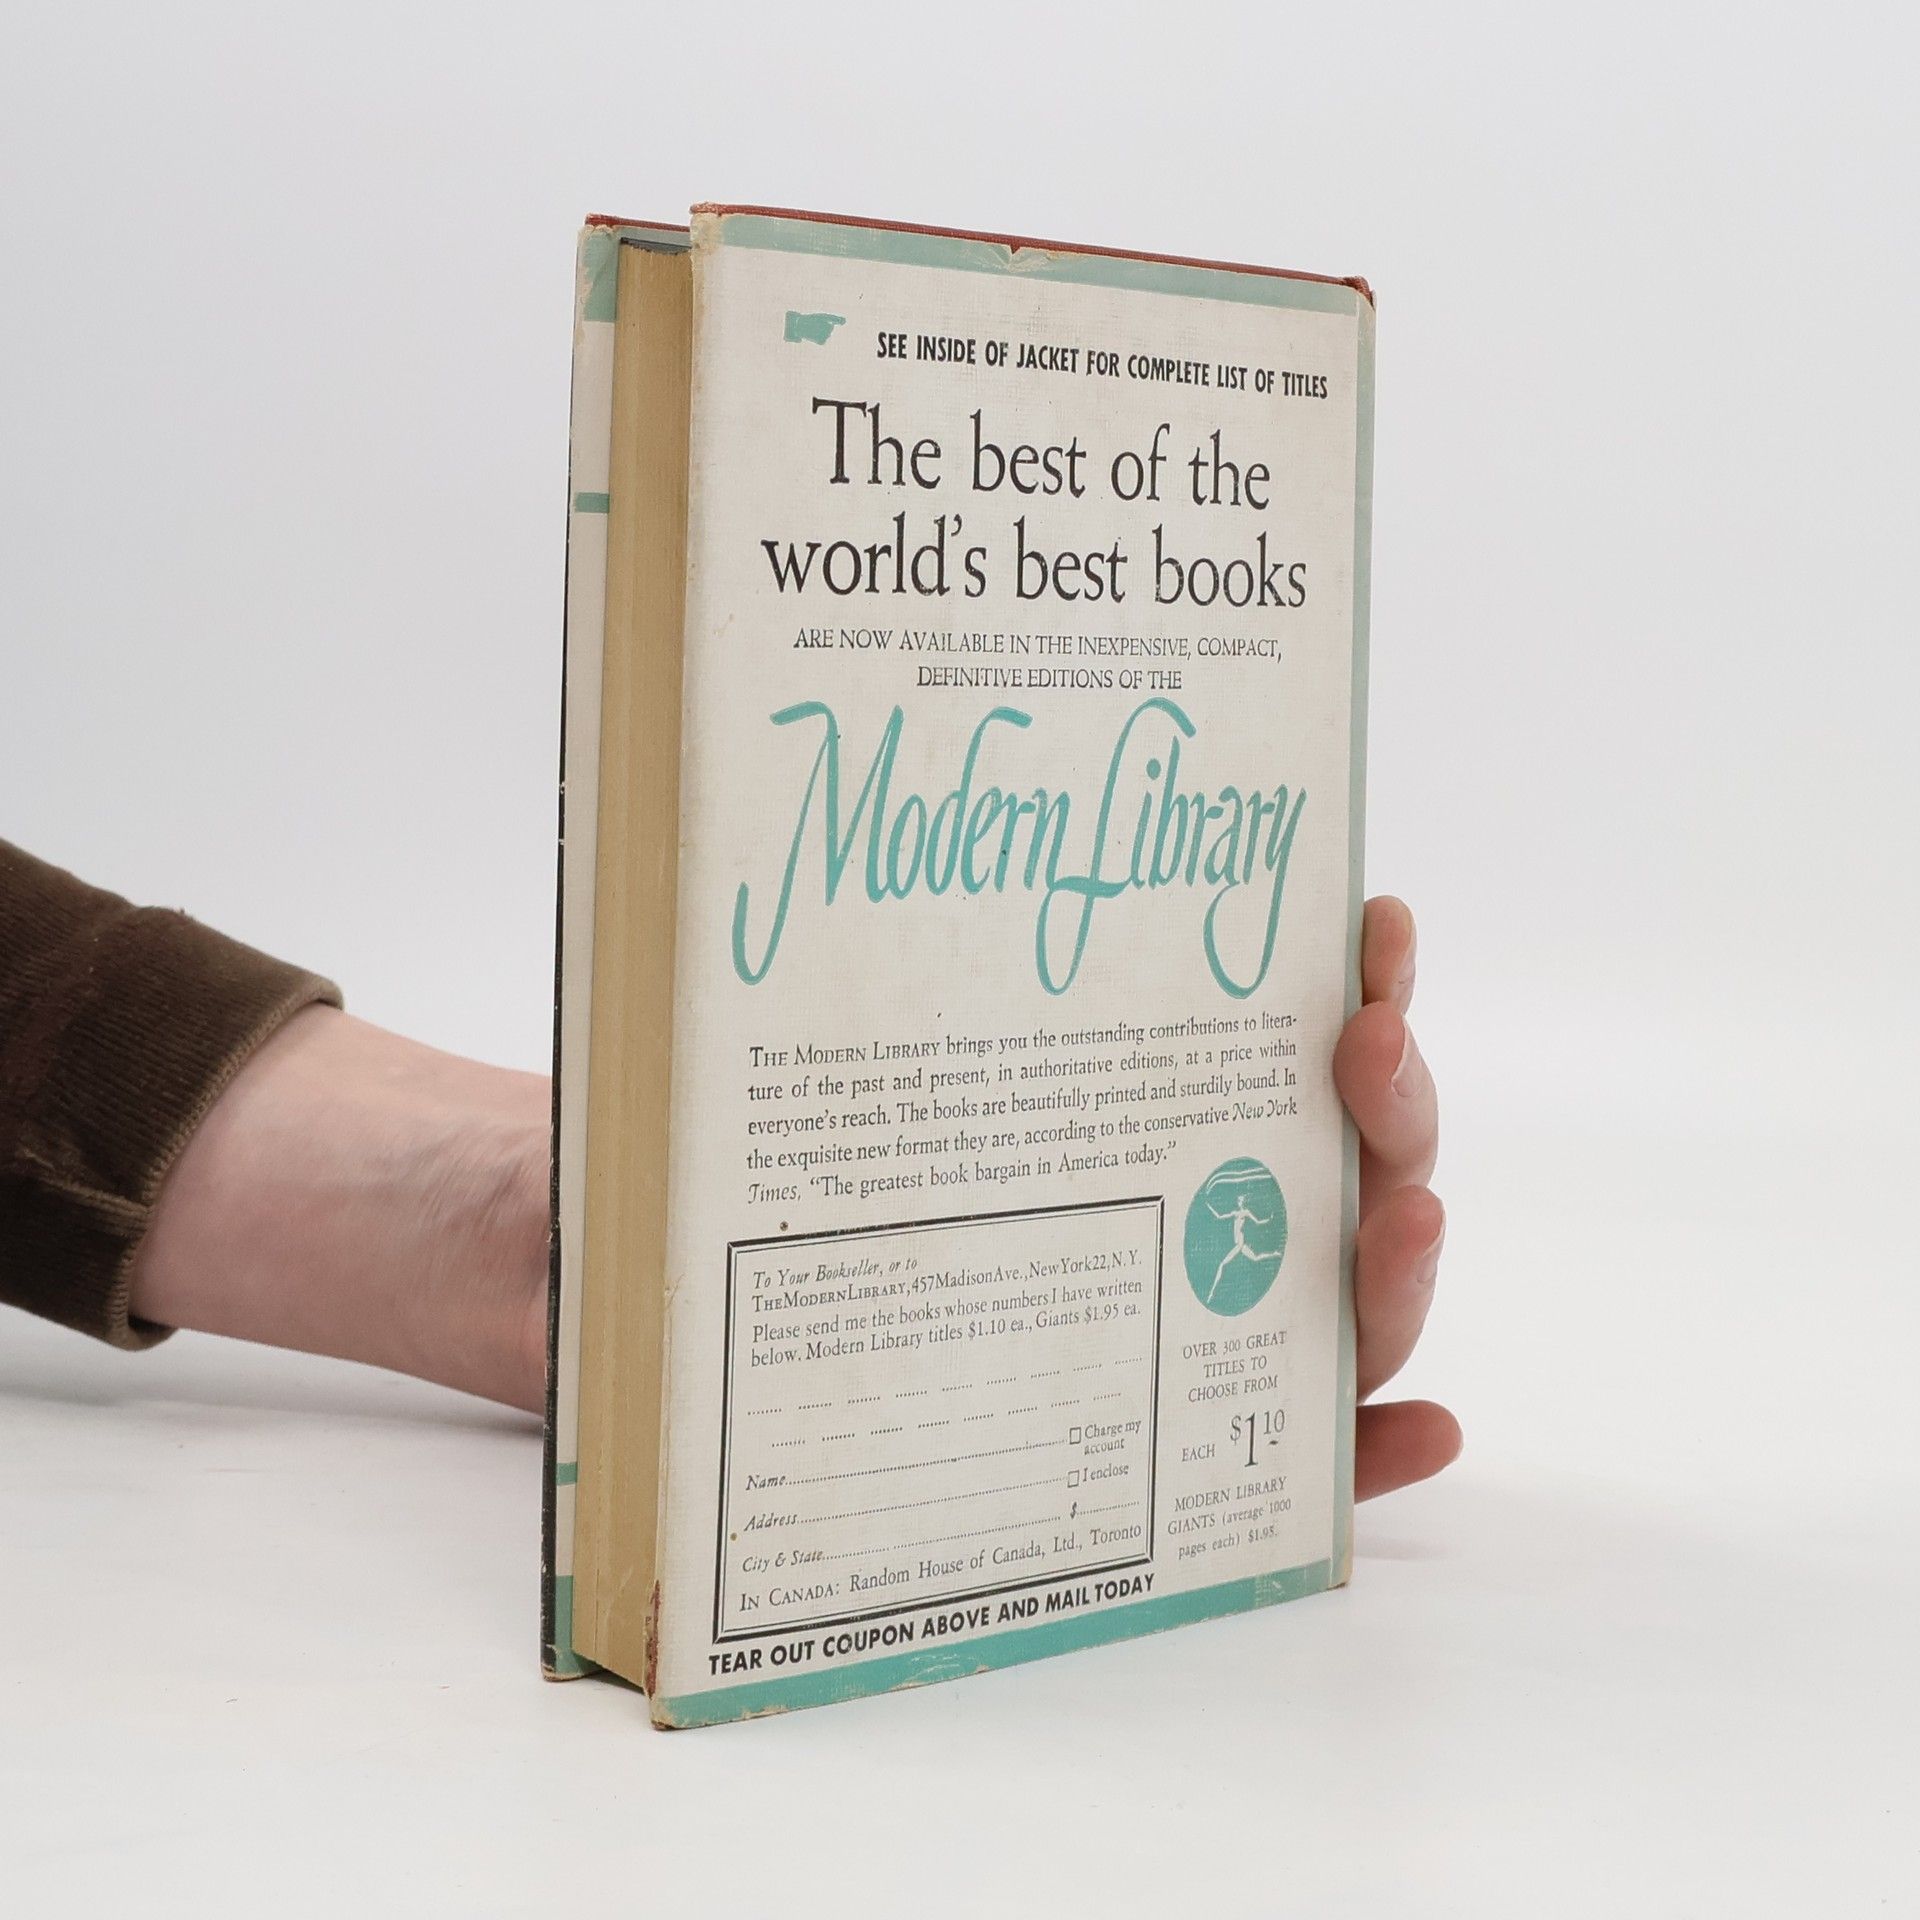 SEE INSIDE OF JACKET FOR COMPLETE LIST OF TITLES
The best of the
world's best books
ARE NOW AVAILABLE IN THE INEXPENSIVE, COMPACT,
DEFINITIVE EDITIONS OF THE
Modern Library
THE MODERN LIBRARY brings you the outstanding contributions to litera-
ture of the past and present, in authoritative editions, at a price within
everyone's reach. The books are beautifully printed and sturdily bound. In
the exquisite new format they are, according to the conservative New York
Times, "The greatest book bargain in America today."
To Your Bookseller, or to
THE MODERN LIBRARY, 457 Madison Ave., New York 22, N. Y.
Please send me the books whose numbers I have written
below. Modern Library titles $1.10 ea., Giants $1.95 ea.
Charge my
account
Name
I enclose
Address
$
City & State
IN CANADA: Random House of Canada, Ltd., Toronto
TEAR OUT COUPON ABOVE AND MAIL TODAY
OVER 300 GREAT
TITLES TO
CHOOSE FROM
EACH $1.10
MODERN LIBRARY
GIANTS (average 1000
pages each) $1.95.